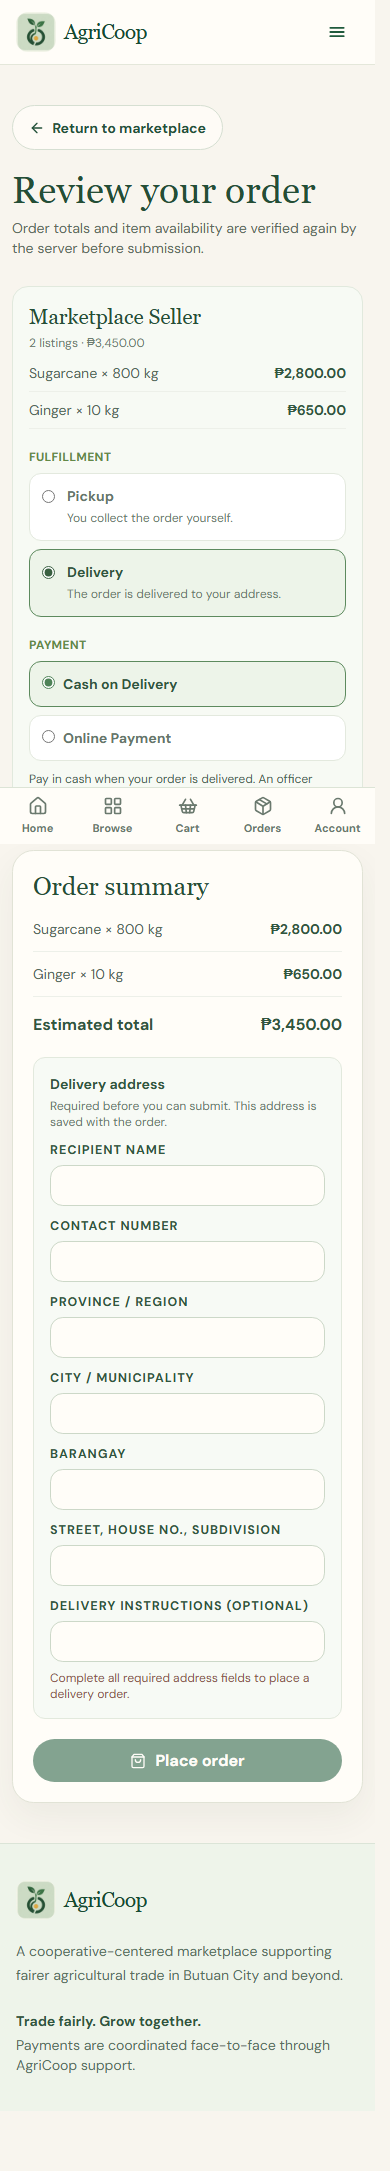 AgriCoop
Return to marketplace
Review your order
Order totals and item availability are verified again by
the server before submission.
Marketplace Seller
2 listings · ₱3,450.00
Sugarcane × 800 kg ₱2,800.00
Ginger × 10 kg ₱650.00
FULFILLMENT
Pickup
You collect the order yourself.
Delivery
The order is delivered to your address.
PAYMENT
Cash on Delivery
Online Payment
Pay in cash when your order is delivered. An officer
Home Browse Cart Orders Account
Order summary
Sugarcane × 800 kg ₱2,800.00
Ginger × 10 kg ₱650.00
Estimated total ₱3,450.00
Delivery address
Required before you can submit. This address is
saved with the order.
RECIPIENT NAME
CONTACT NUMBER
PROVINCE / REGION
CITY / MUNICIPALITY
BARANGAY
STREET, HOUSE NO., SUBDIVISION
DELIVERY INSTRUCTIONS (OPTIONAL)
Complete all required address fields to place a
delivery order.
Place order
AgriCoop
A cooperative-centered marketplace supporting
fairer agricultural trade in Butuan City and beyond.
Trade fairly. Grow together.
Payments are coordinated face-to-face through
AgriCoop support.